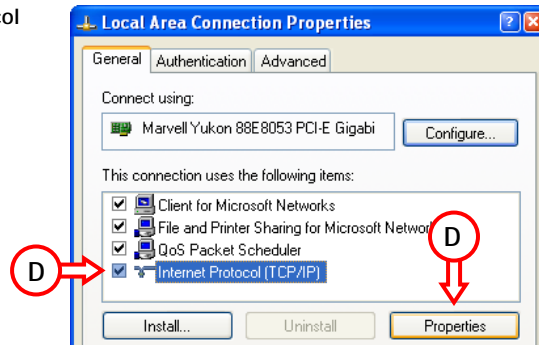 col
Local Area Connection Properties
General Authentication Advanced
Connect using:
Marvell Yukon 88E8053 PCI-E Gigabi
Configure...
This connection uses the following items:
Client for Microsoft Networks
File and Printer Sharing for Microsoft Networ
QoS Packet Scheduler
D
D
Internet Protocol (TCP/IP)
Install... Uninstall Properties